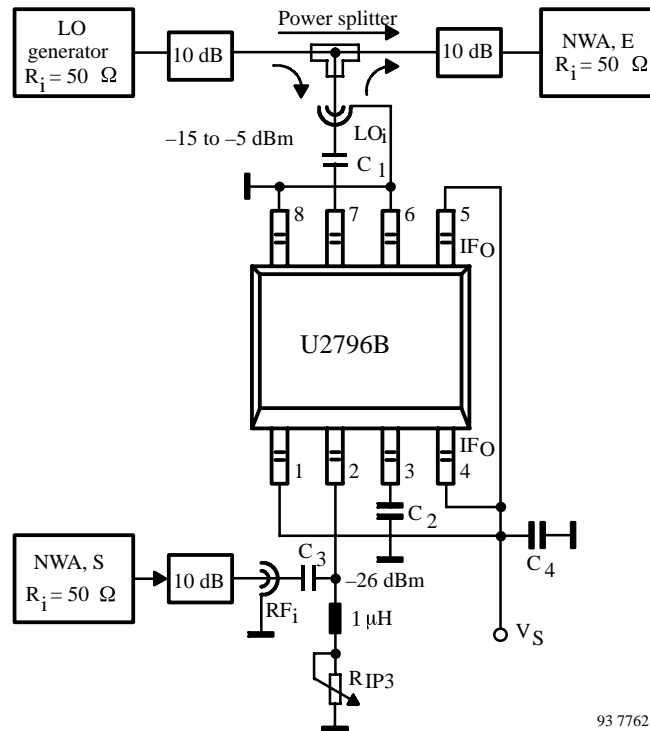 LO
generator
Ri = 50 Ω
10 dB
Power splitter
10 dB
NWA, E
Ri = 50 Ω
–15 to –5 dBm
LOi
C1
8
7
6
5
IFO
U2796B
IFO
1
2
3
4
C2
NWA, S
Ri = 50 Ω
10 dB
RFi
C3
–26 dBm
C4
1 μH
VS
RIP3
93 7762